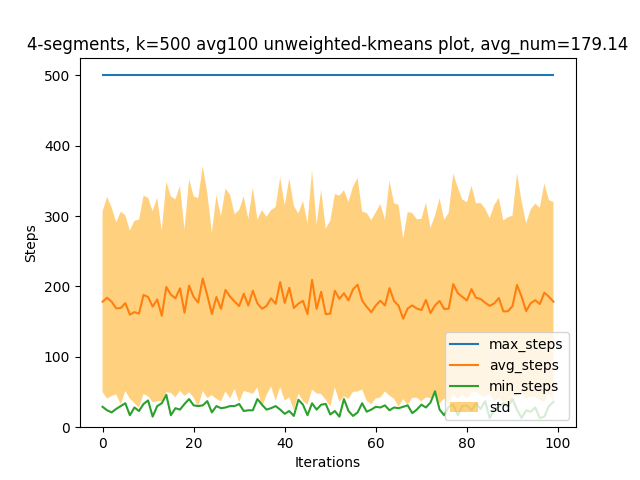 4-segments, k=500 avg100 unweighted-kmeans plot, avg_num=179.14
Steps
500
400
300
200
100
0
max_steps
avg_steps
min_steps
std
0
20
40
60
80
100
Iterations